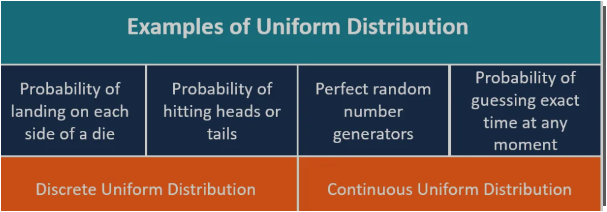 Examples of Uniform Distribution
Probability of
landing on each
side of a die
Probability of
hitting heads or
tails
Perfect random
number
generators
Probability of
guessing exact
time at any
moment
Discrete Uniform Distribution
Continuous Uniform Distribution